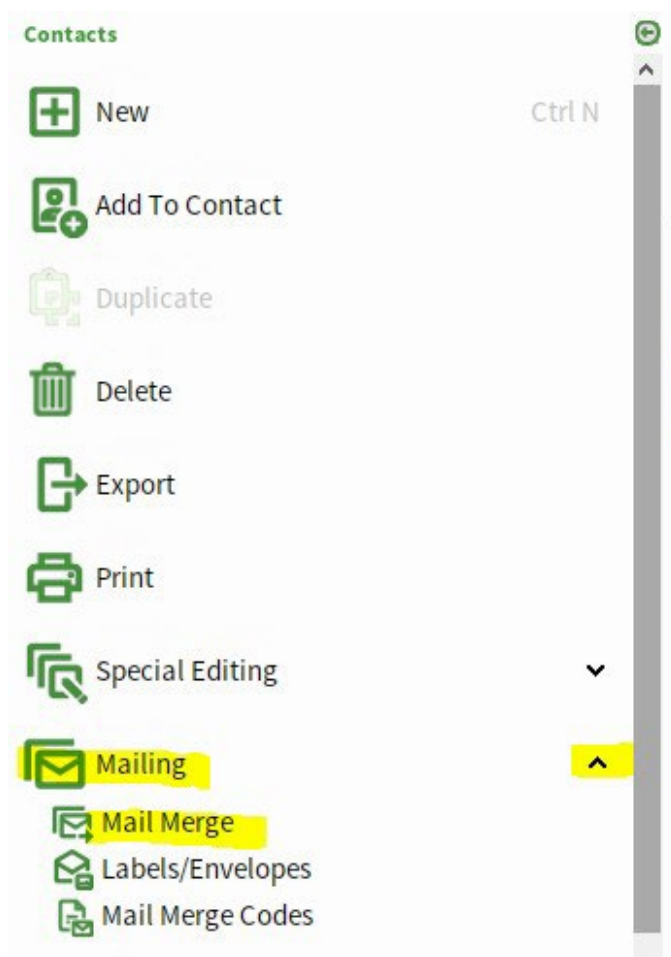 Contacts
New Ctrl N
Add To Contact
Duplicate
Delete
Export
Print
Special Editing
Mailing
Mail Merge
Labels/Envelopes
Mail Merge Codes